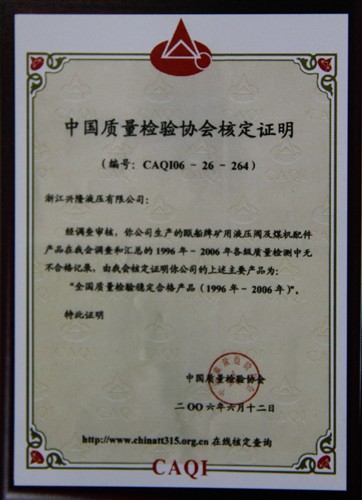 中国质量检验协会核定证明
(编号:CAQI06-26-264)
浙江兴隆液压有限公司:
经调查审核,你公司生产的瓯船牌矿用液压阀及煤机配件
产品在我会调查和汇总的1996年-2006年各级质量检测中无
不合格记录,由我会核定证明你公司的上述主要产品为:
“全国质量检验稳定合格产品(1996年-2006年)”。
特此证明
中国质量检验协会
二〇〇六年六月十二日
http://www.chinatt315.org.cn 在线核定查询
CAQI